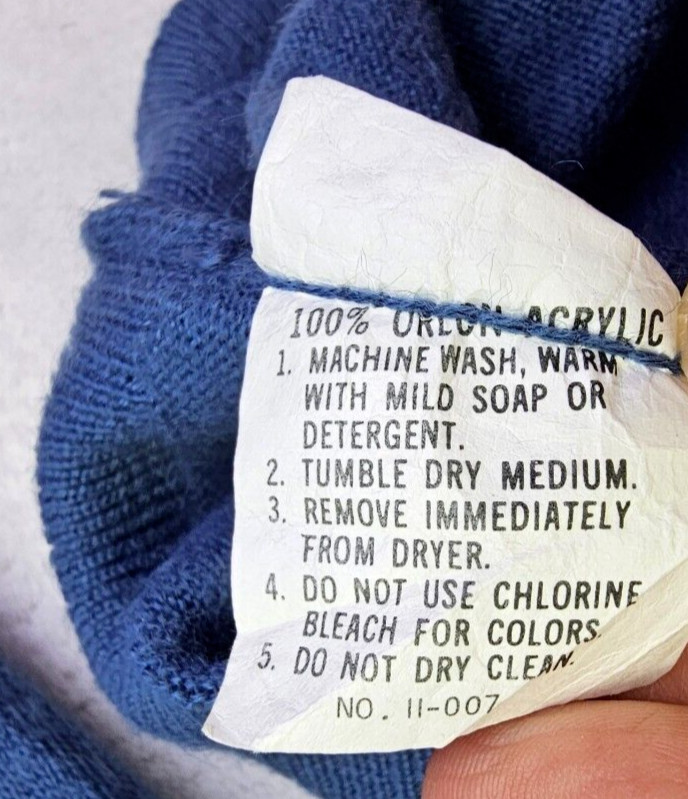 100% ORLON ACRYLIC
1. MACHINE WASH, WARM
WITH MILD SOAP OR
DETERGENT.
2. TUMBLE DRY MEDIUM.
3. REMOVE IMMEDIATELY
FROM DRYER.
4. DO NOT USE CHLORINE
BLEACH FOR COLORS.
5. DO NOT DRY CLEAN.
NO. 11-007